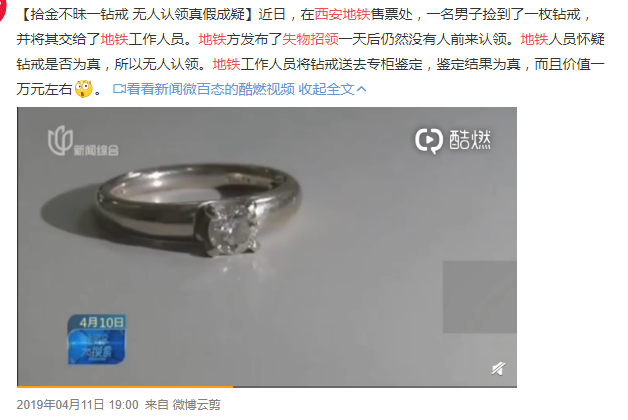 【拾金不昧一钻戒 无人认领真假成疑】近日，在西安地铁售票处，一名男子捡到了一枚钻戒，
并将其交给了地铁工作人员。地铁方发布了失物招领一天后仍然没有人前来认领。地铁人员怀疑
钻戒是否为真，所以无人认领。地铁工作人员将钻戒送去专柜鉴定，鉴定结果为真，而且价值一
万元左右。 看看新闻微百态的酷燃视频 收起全文
新闻综合
酷燃
4月10日
2019年04月11日 19:00 来自 微博云剪